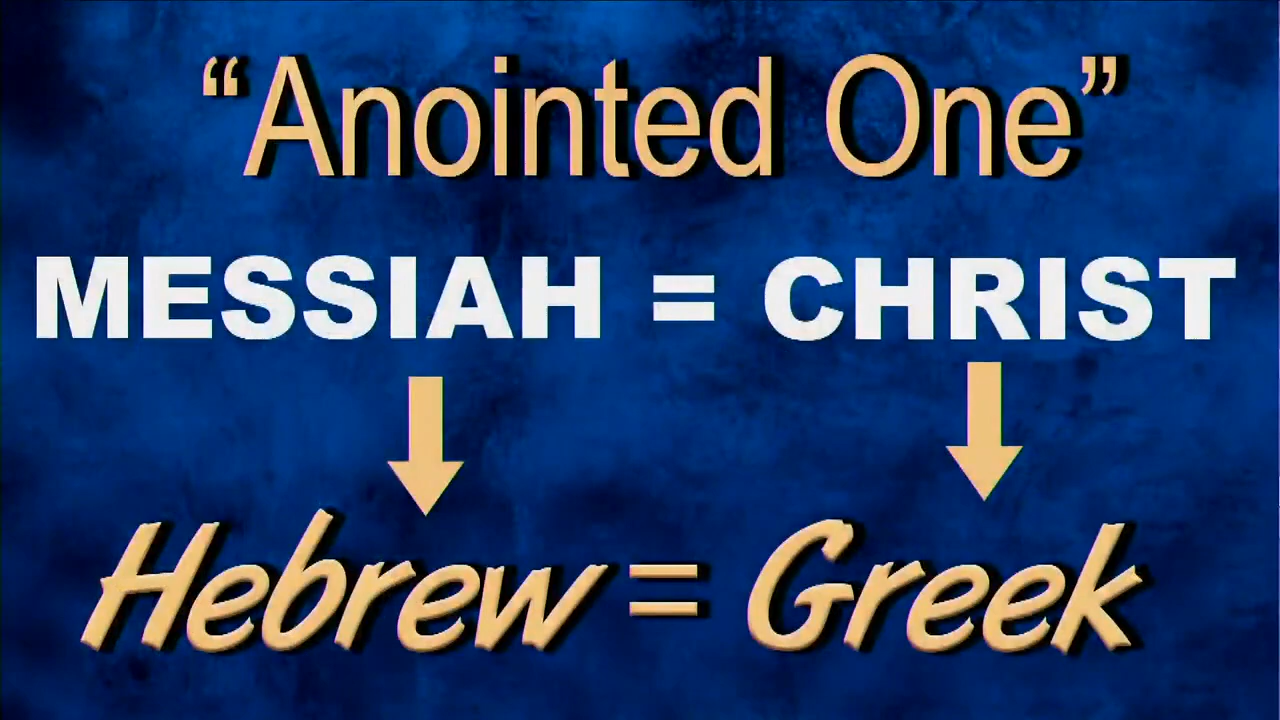 “Anointed One”
MESSIAH = CHRIST
Hebrew = Greek